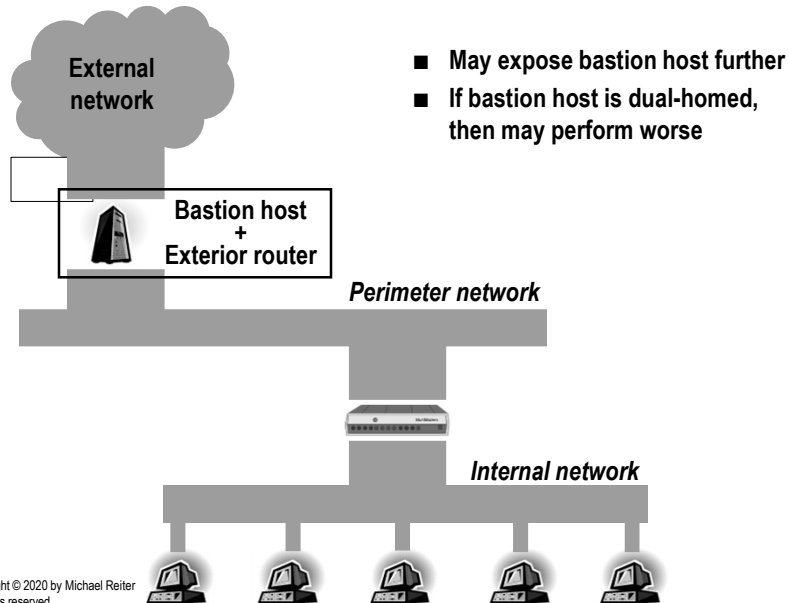 External
network
■ May expose bastion host further
■ If bastion host is dual-homed,
then may perform worse
Bastion host
+
Exterior router
Perimeter network
Internal network
ht © 2020 by Michael Reiter
s reserved